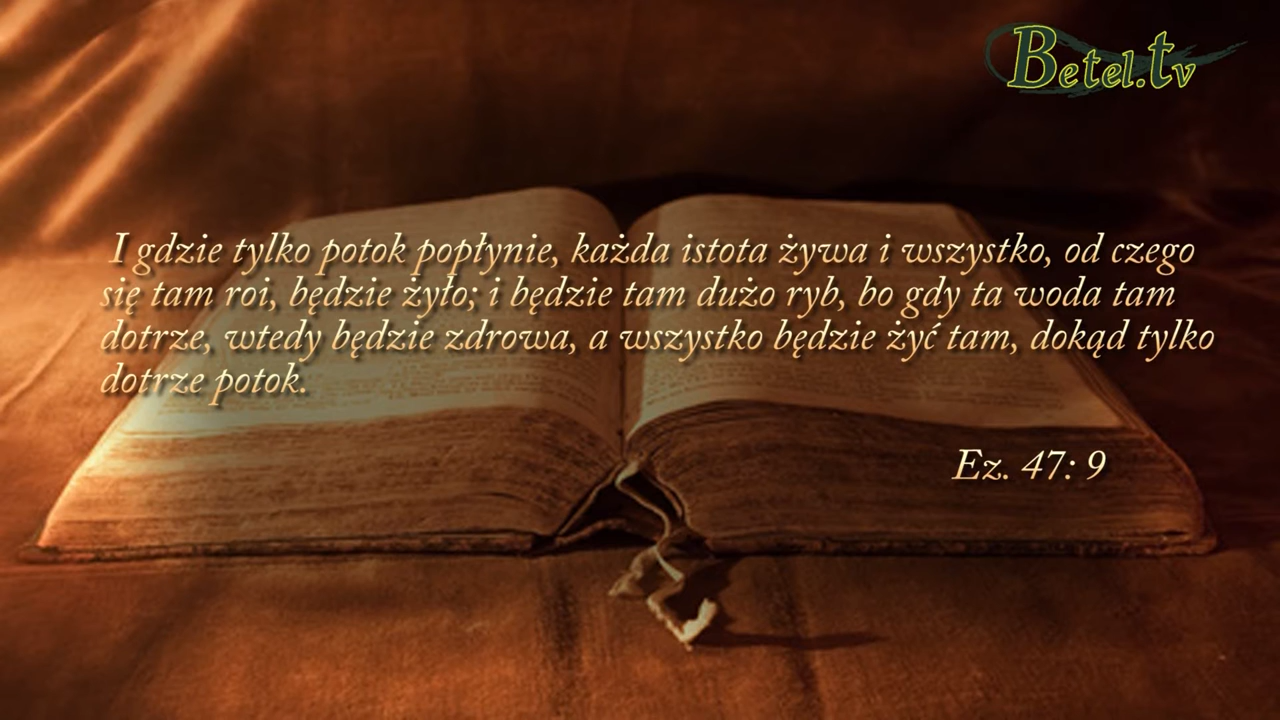 Betel.tv
I gdzie tylko potok popłynie, każda istota żywa i wszystko, od czego
się tam roi, będzie żyło; i będzie tam dużo ryb, bo gdy ta woda tam
dotrze, wtedy będzie zdrowa, a wszystko będzie żyć tam, dokąd tylko
dotrze potok.
Ez. 47: 9